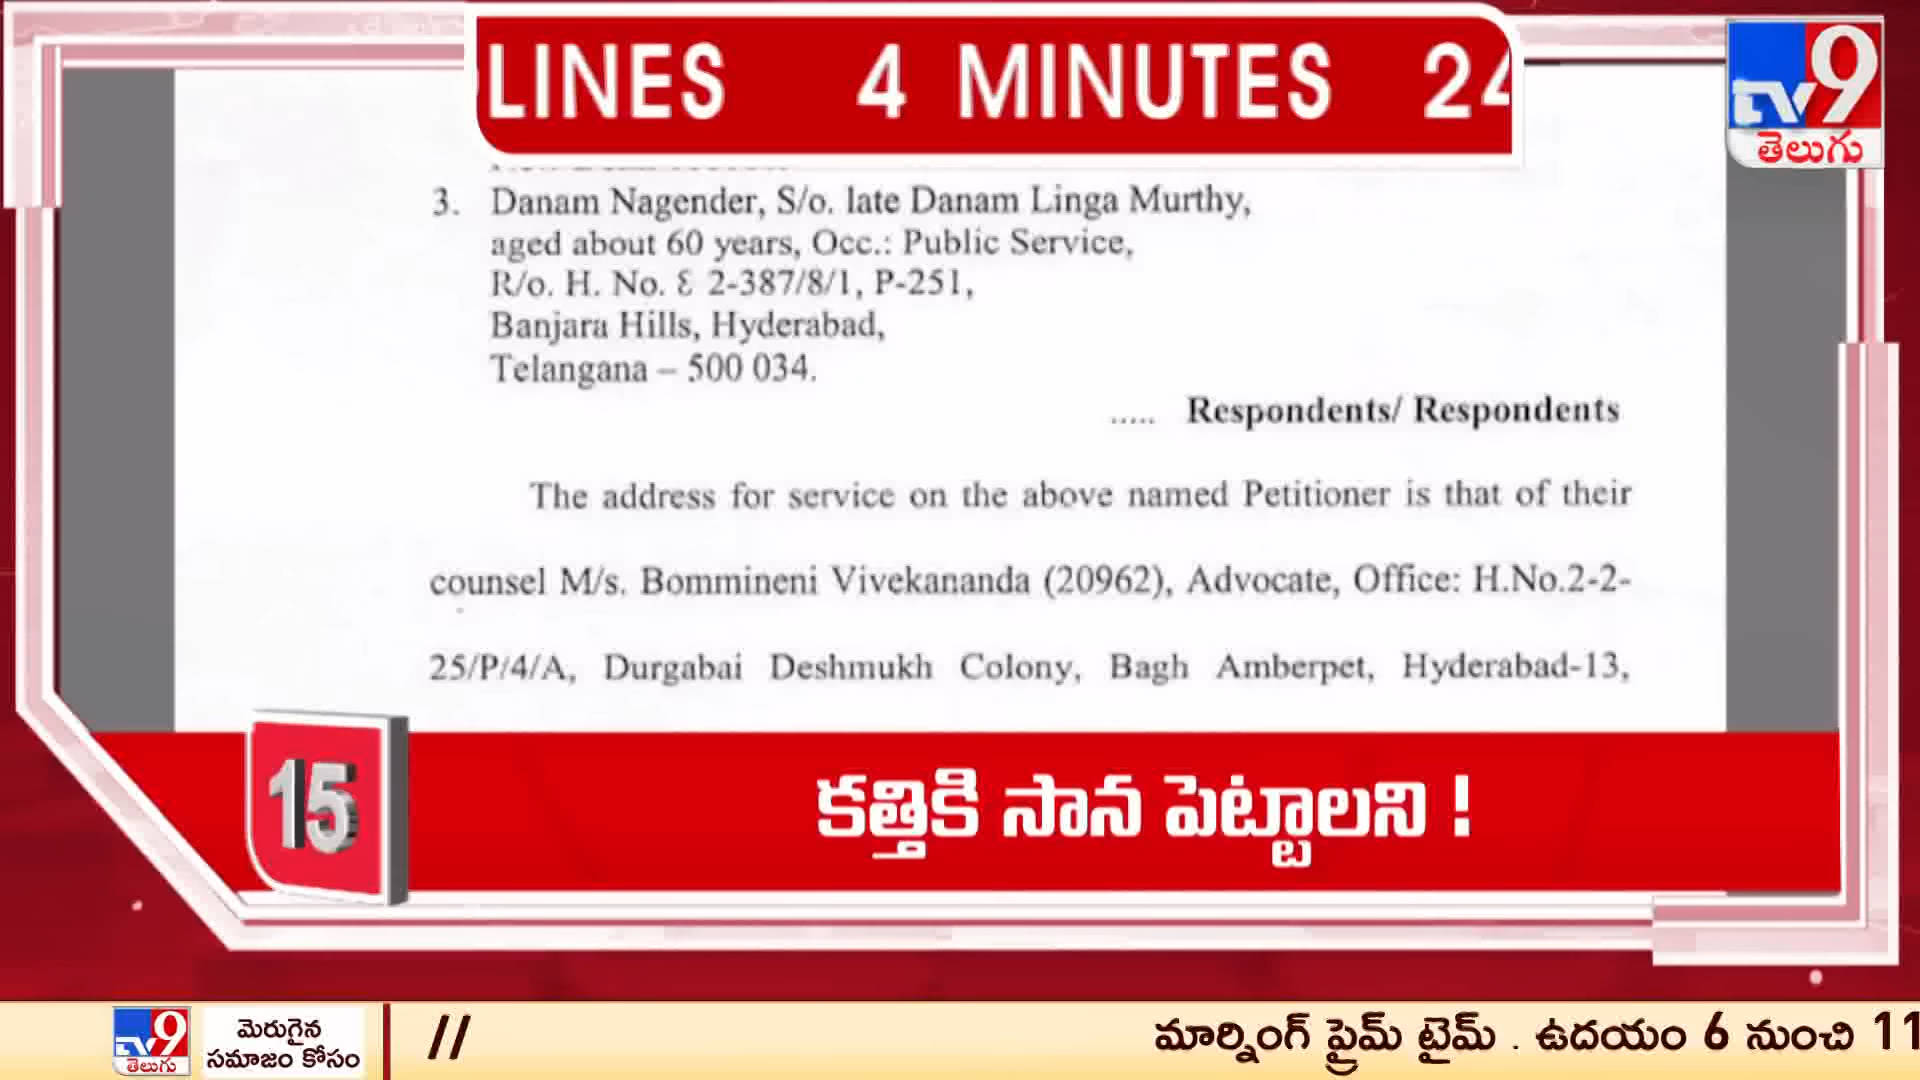 LINES 4 MINUTES 24
TV9
తెలుగు
3. Danam Nagender, S/o. late Danam Linga Murthy,
aged about 60 years, Occ.: Public Service,
R/o. H. No. 2-387/8/1, P-251,
Banjara Hills, Hyderabad,
Telangana – 500 034.
..... Respondents/ Respondents
The address for service on the above named Petitioner is that of their
counsel M/s. Bommineni Vivekananda (20962), Advocate, Office: H.No.2-2-
25/P/4/A, Durgabai Deshmukh Colony, Bagh Amberpet, Hyderabad-13,
15
కత్తికి సాన పెట్టాలని !
TV9
తెలుగు
మెరుగైన
సమాజం కోసం
// మార్నింగ్ ప్రైమ్ టైమ్ . ఉదయం 6 నుంచి 11